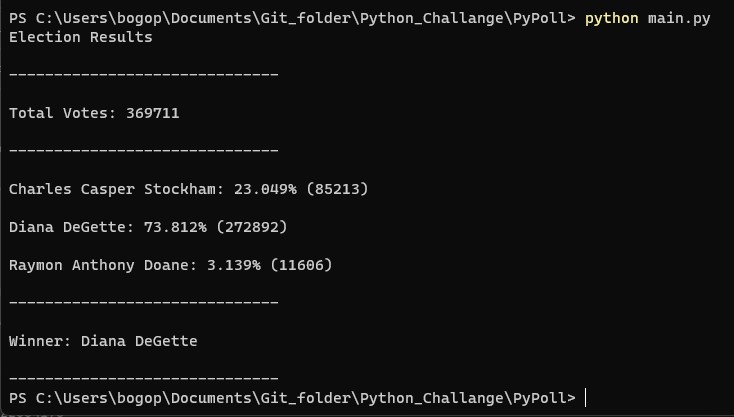 PS C:\Users\bogop\Documents\Git_folder\Python_Challange\PyPoll> python main.py
Election Results
------------------------------
Total Votes: 369711
------------------------------
Charles Casper Stockham: 23.049% (85213)
Diana DeGette: 73.812% (272892)
Raymon Anthony Doane: 3.139% (11606)
------------------------------
Winner: Diana DeGette
------------------------------
PS C:\Users\bogop\Documents\Git_folder\Python_Challange\PyPoll>